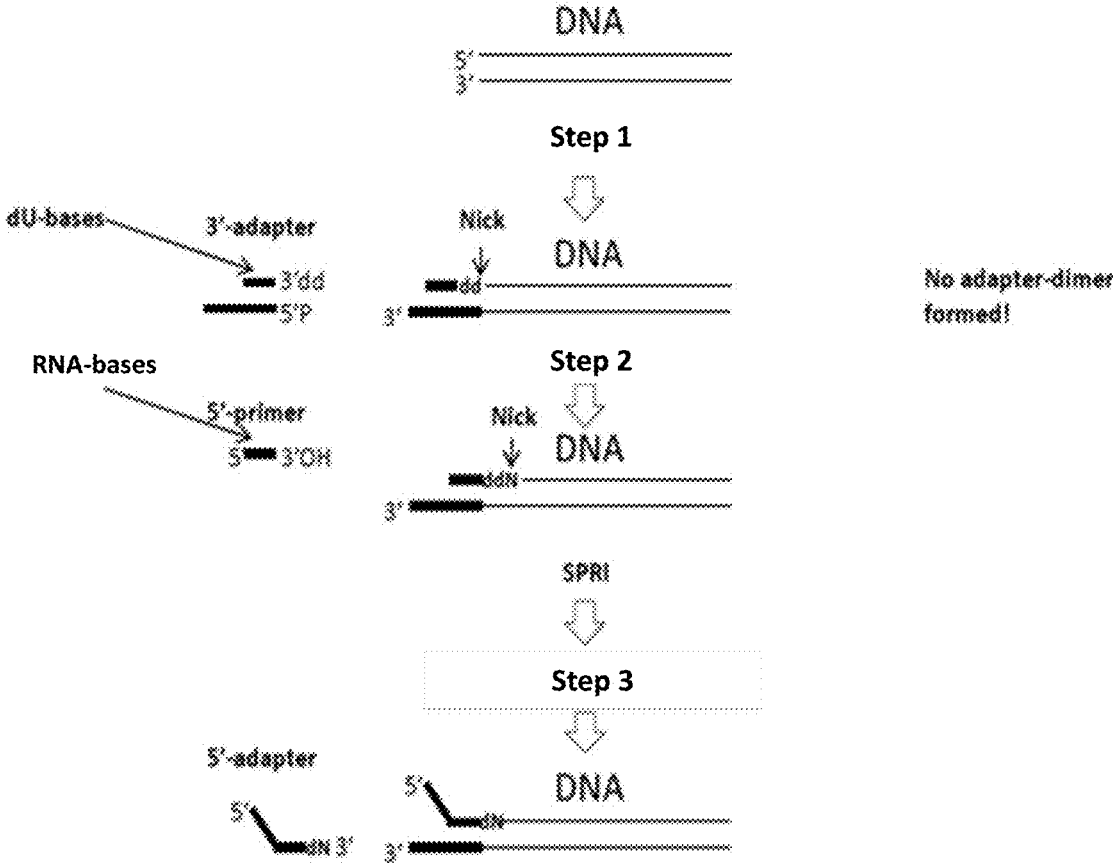 DNA
5'
3'
Step 1
dU-bases
3'-adapter
Nick
DNA
3'dd
dd
No adapter-dimer
formed!
5'P
3'
RNA-bases
Step 2
5'-primer
Nick
DNA
5' 3'OH
ddN
3'
SPRI
Step 3
5'-adapter
5'
5'
DNA
dN
dN 3'
3'